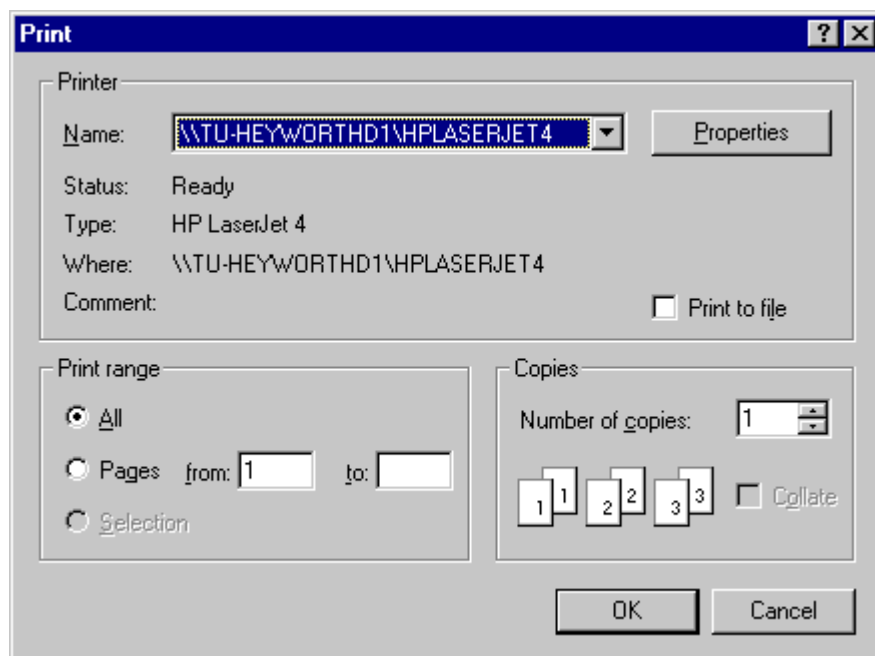 Print
Printer
Name: \\TU-HEYWORTHD1\HPLASERJET4 Properties
Status: Ready
Type: HP LaserJet 4
Where: \\TU-HEYWORTHD1\HPLASERJET4
Comment: Print to file
Print range
All
Pages from: 1 to:
Selection
Copies
Number of copies: 1
1 1 2 2 3 3 Collate
OK Cancel